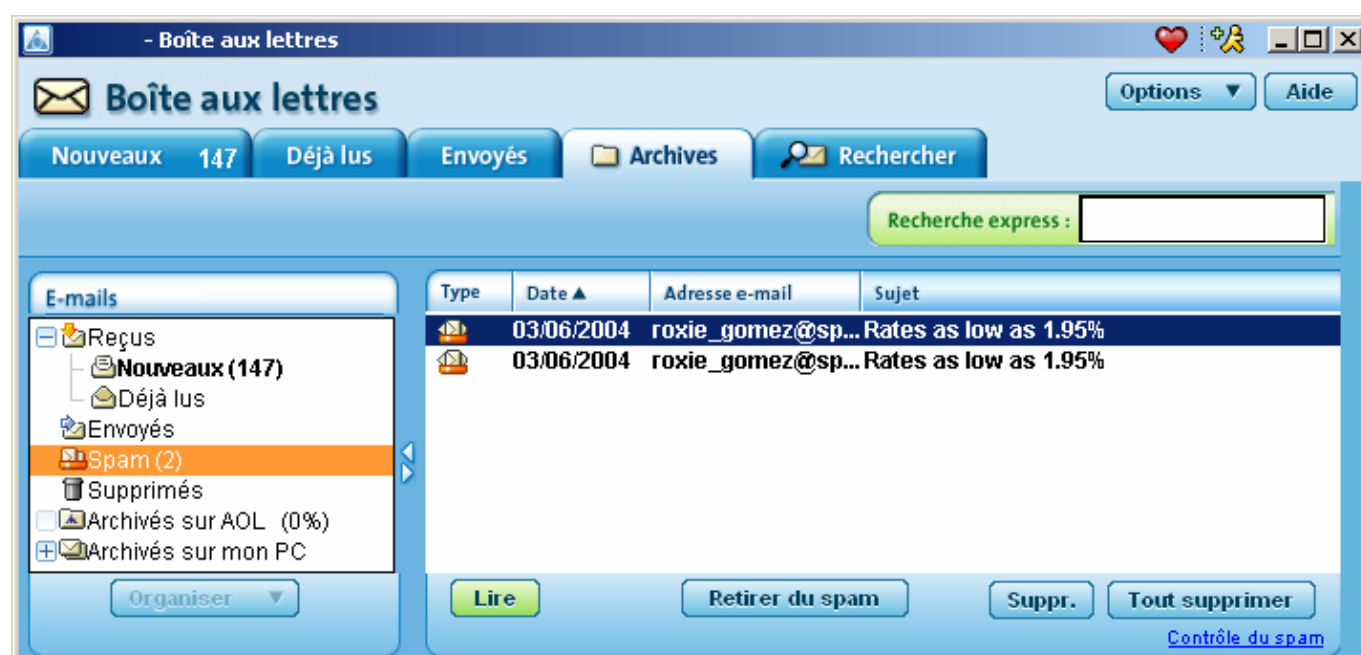 - Boîte aux lettres
Boîte aux lettres
Options ▼ Aide
Nouveaux 147 Déjà lus Envoyés Archives Rechercher
Recherche express :
E-mails
Type Date ▲ Adresse e-mail Sujet
Reçus
Nouveaux (147)
Déjà lus
Envoyés
Spam (2)
Supprimés
Archivés sur AOL (0%)
Archivés sur mon PC
03/06/2004 roxie_gomez@sp... Rates as low as 1.95%
03/06/2004 roxie_gomez@sp... Rates as low as 1.95%
Organiser ▼
Lire Retirer du spam Suppr. Tout supprimer
Contrôle du spam